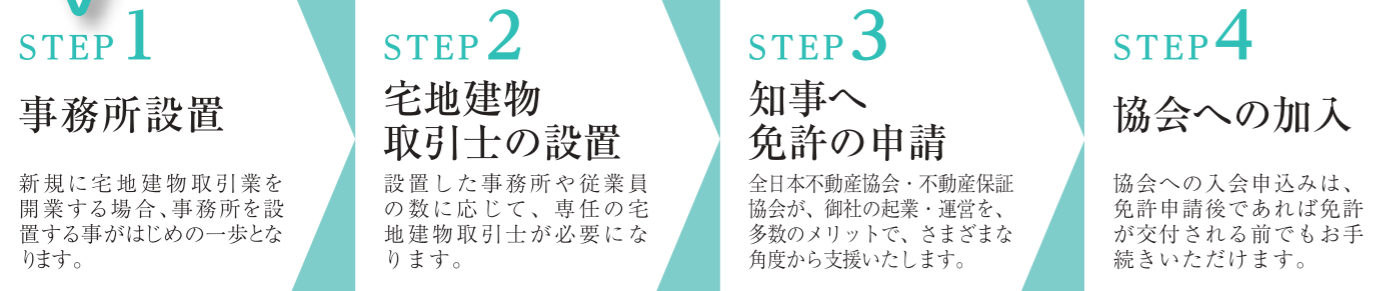 STEP1
事務所設置
新規に宅地建物取引業を
開業する場合、事務所を設
置する事がはじめの一歩とな
ります。
STEP2
宅地建物
取引士の設置
設置した事務所や従業員
の数に応じて、専任の宅
地建物取引士が必要にな
ります。
STEP3
知事へ
免許の申請
全日本不動産協会・不動産保証
協会が、御社の起業・運営を、
多数のメリットで、さまざまな
角度から支援いたします。
STEP4
協会への加入
協会への入会申込みは、
免許申請後であれば免許
が交付される前でもお手
続きいただけます。